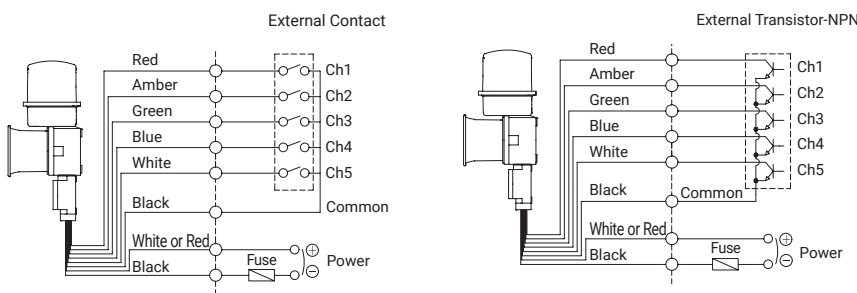 External Contact
Red
Ch1
Amber
Ch2
Green
Ch3
Blue
Ch4
White
Ch5
Black
Common
White or Red
⊕
Fuse
Power
Black
⊖
External Transistor-NPN
Red
Ch1
Amber
Ch2
Green
Ch3
Blue
Ch4
White
Ch5
Black
Common
White or Red
⊕
Fuse
Power
Black
⊖